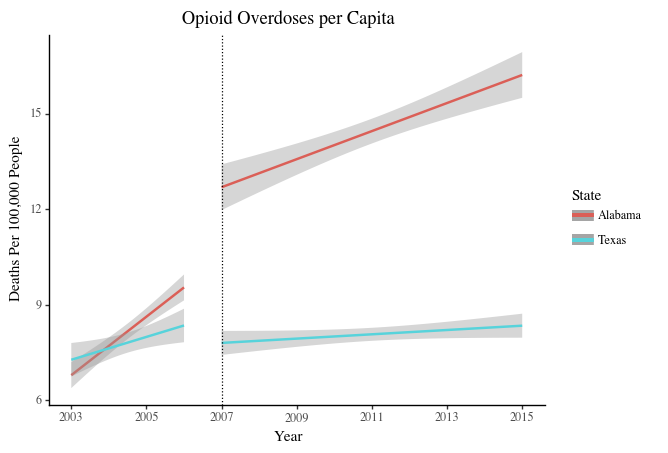 Opioid Overdoses per Capita
Deaths Per 100,000 People
15
12
9
6
2003
2005
2007
2009
2011
2013
2015
Year
State
Alabama
Texas